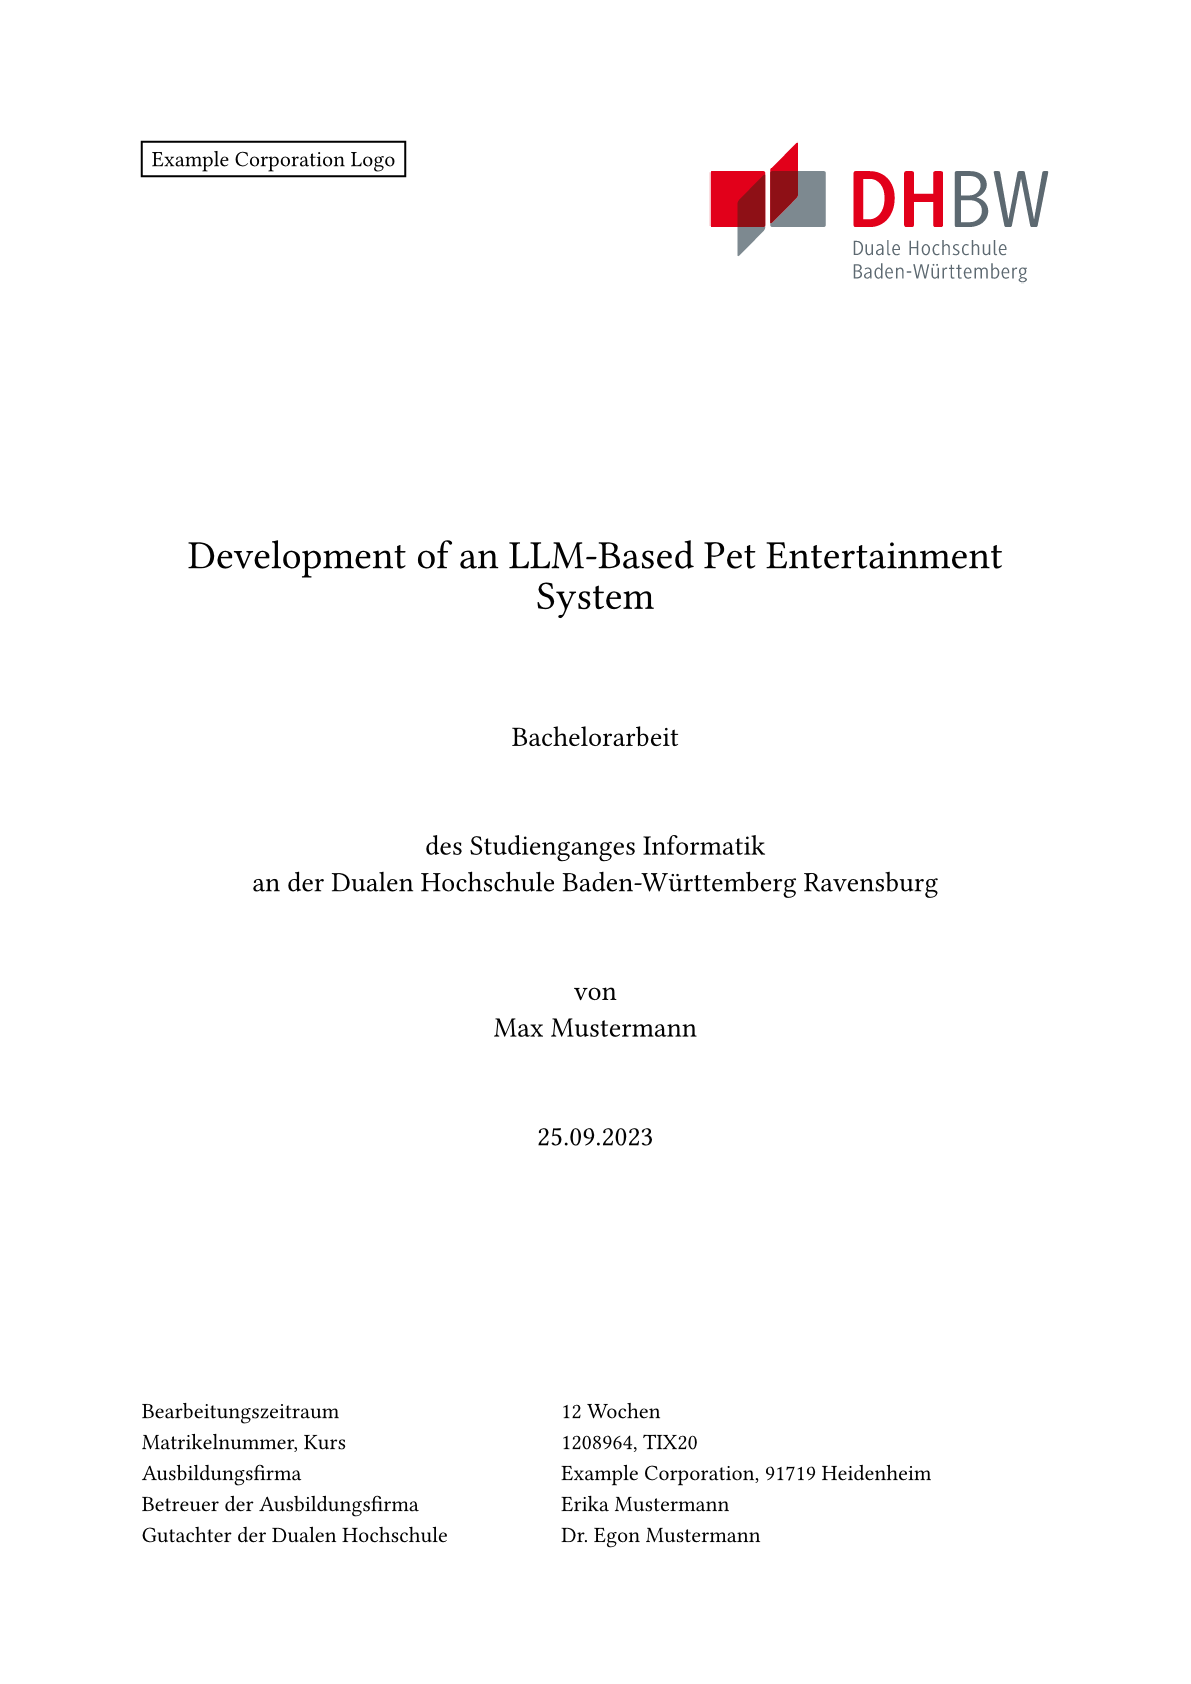 Example Corporation Logo
DHBW
Duale Hochschule
Baden-Württemberg
Development of an LLM-Based Pet Entertainment
System
Bachelorarbeit
des Studienganges Informatik
an der Dualen Hochschule Baden-Württemberg Ravensburg
von
Max Mustermann
25.09.2023
Bearbeitungszeitraum 12 Wochen
Matrikelnummer, Kurs 1208964, TIX20
Ausbildungsfirma Example Corporation, 91719 Heidenheim
Betreuer der Ausbildungsfirma Erika Mustermann
Gutachter der Dualen Hochschule Dr. Egon Mustermann